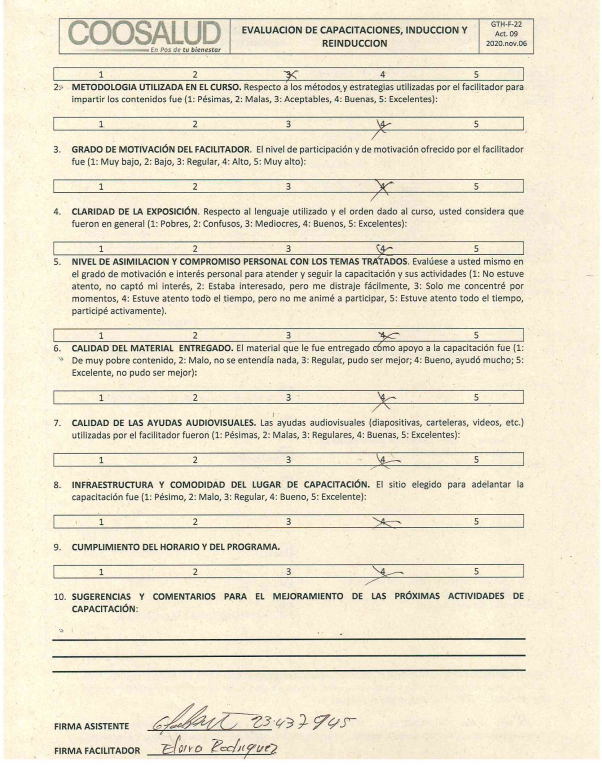 COOSALUD
En Pos de tu bienestar
EVALUACION DE CAPACITACIONES, INDUCCION Y
REINDUCCION
GTH-F-22
Act. 09
2020.nov.06
1 2 3 4 5
2. METODOLOGIA UTILIZADA EN EL CURSO. Respecto a los métodos y estrategias utilizadas por el facilitador para
impartir los contenidos fue (1: Pésimas, 2: Malas, 3: Aceptables, 4: Buenas, 5: Excelentes):
1 2 3 4 5
3. GRADO DE MOTIVACIÓN DEL FACILITADOR. El nivel de participación y de motivación ofrecido por el facilitador
fue (1: Muy bajo, 2: Bajo, 3: Regular, 4: Alto, 5: Muy alto):
1 2 3 4 5
4. CLARIDAD DE LA EXPOSICIÓN. Respecto al lenguaje utilizado y el orden dado al curso, usted considera que
fueron en general (1: Pobres, 2: Confusos, 3: Mediocres, 4: Buenos, 5: Excelentes):
1 2 3 4 5
5. NIVEL DE ASIMILACION Y COMPROMISO PERSONAL CON LOS TEMAS TRATADOS. Evalúese a usted mismo en
el grado de motivación e interés personal para atender y seguir la capacitación y sus actividades (1: No estuve
atento, no captó mi interés, 2: Estaba interesado, pero me distraje fácilmente, 3: Solo me concentré por
momentos, 4: Estuve atento todo el tiempo, pero no me animé a participar, 5: Estuve atento todo el tiempo,
participé activamente).
1 2 3 4 5
6. CALIDAD DEL MATERIAL ENTREGADO. El material que le fue entregado como apoyo a la capacitación fue (1:
De muy pobre contenido, 2: Malo, no se entendía nada, 3: Regular, pudo ser mejor; 4: Bueno, ayudó mucho; 5:
Excelente, no pudo ser mejor):
1 2 3 4 5
7. CALIDAD DE LAS AYUDAS AUDIOVISUALES. Las ayudas audiovisuales (diapositivas, carteleras, videos, etc.)
utilizadas por el facilitador fueron (1: Pésimas, 2: Malas, 3: Regulares, 4: Buenas, 5: Excelentes):
1 2 3 4 5
8. INFRAESTRUCTURA Y COMODIDAD DEL LUGAR DE CAPACITACIÓN. El sitio elegido para adelantar la
capacitación fue (1: Pésimo, 2: Malo, 3: Regular, 4: Bueno, 5: Excelente):
1 2 3 4 5
9. CUMPLIMIENTO DEL HORARIO Y DEL PROGRAMA.
1 2 3 4 5
10. SUGERENCIAS Y COMENTARIOS PARA EL MEJORAMIENTO DE LAS PRÓXIMAS ACTIVIDADES DE
CAPACITACIÓN:
FIRMA ASISTENTE 23437945
FIRMA FACILITADOR Rodriguez